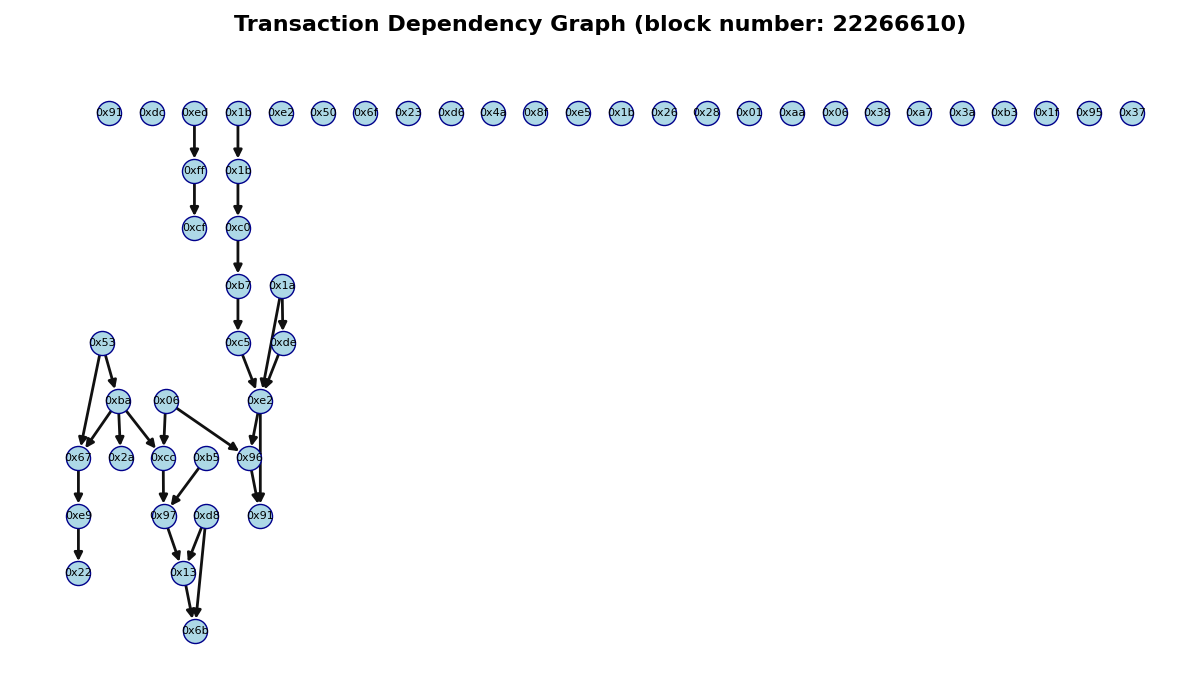 Transaction Dependency Graph (block number: 22266610)
0x91 0xdc 0xed 0x1b 0xe2 0x50 0x6f 0x23 0xd6 0x4a 0x8f 0xe5 0x1b 0x26 0x28 0x01 0xaa 0x06 0x38 0xa7 0x3a 0xb3 0x1f 0x95 0x37
0xff 0x1b
0xcf 0xc0
0xb7 0x1a
0x53 0xc5 0xde
0xba 0x06 0xe2
0x67 0x2a 0xcc 0xb5 0x96
0xe9 0x97 0xd8 0x91
0x22 0x13
0x6b